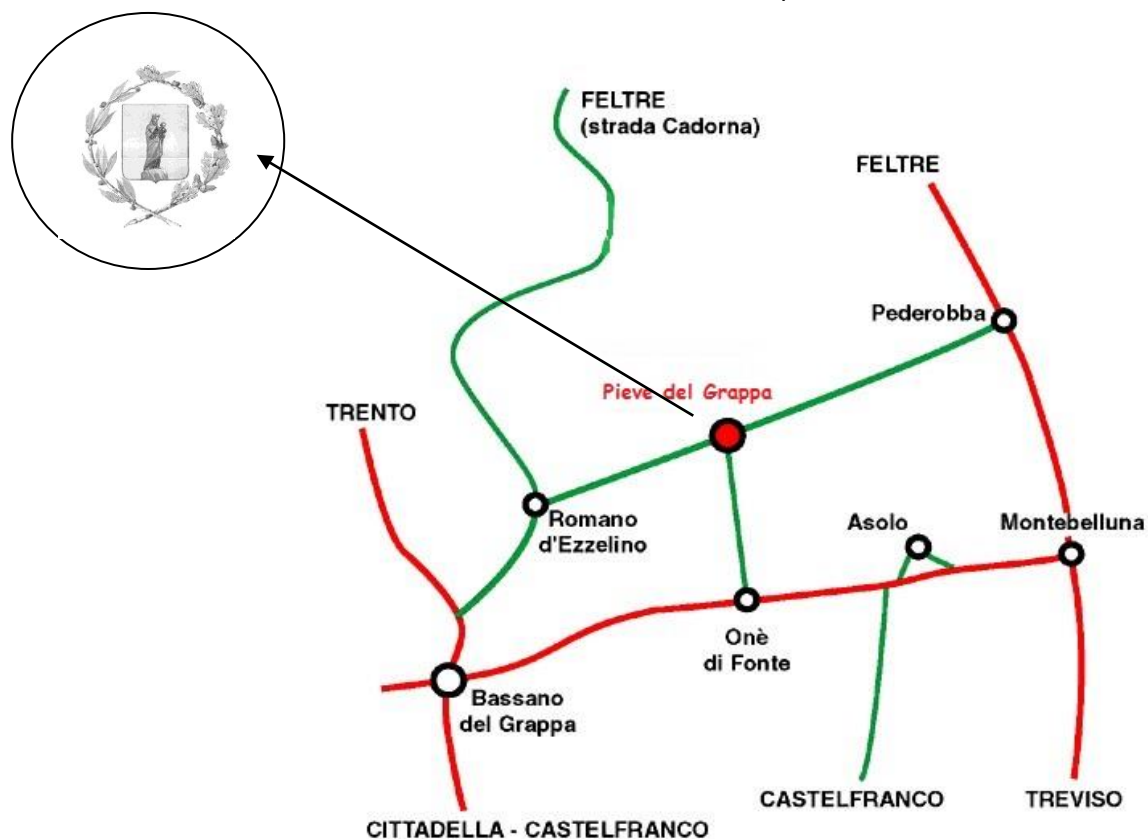 FELTRE
(strada Cadorna)
FELTRE
Pederobba
Pieve del Grappa
TRENTO
Romano
d'Ezzelino
Asolo
Montebelluna
Onè
di Fonte
Bassano
del Grappa
CASTELFRANCO
TREVISO
CITTADELLA - CASTELFRANCO